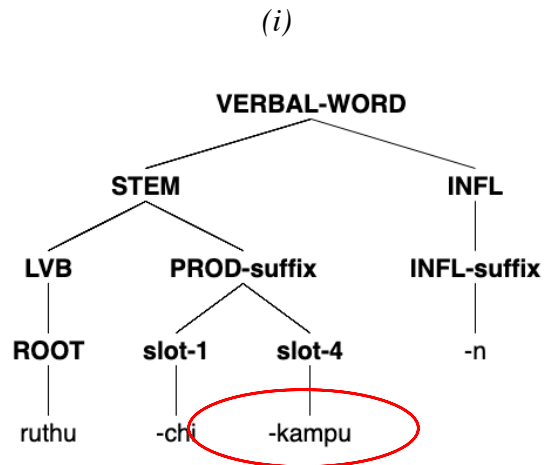 (i)
VERBAL-WORD
STEM INFL
LVB PROD-suffix INFL-suffix
ROOT slot-1 slot-4 -n
ruthu -chi -kampu